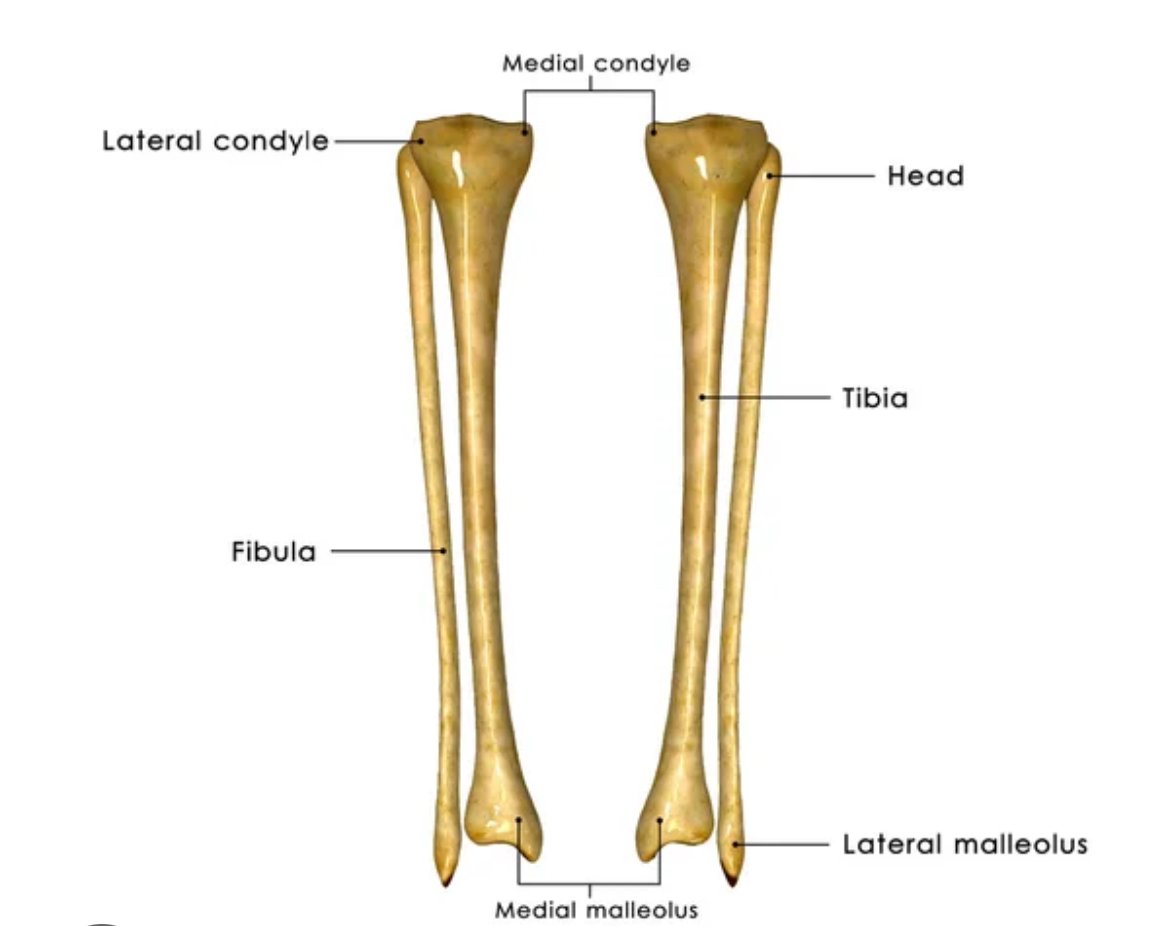 Medial condyle
Lateral condyle
Head
Tibia
Fibula
Lateral malleolus
Medial malleolus